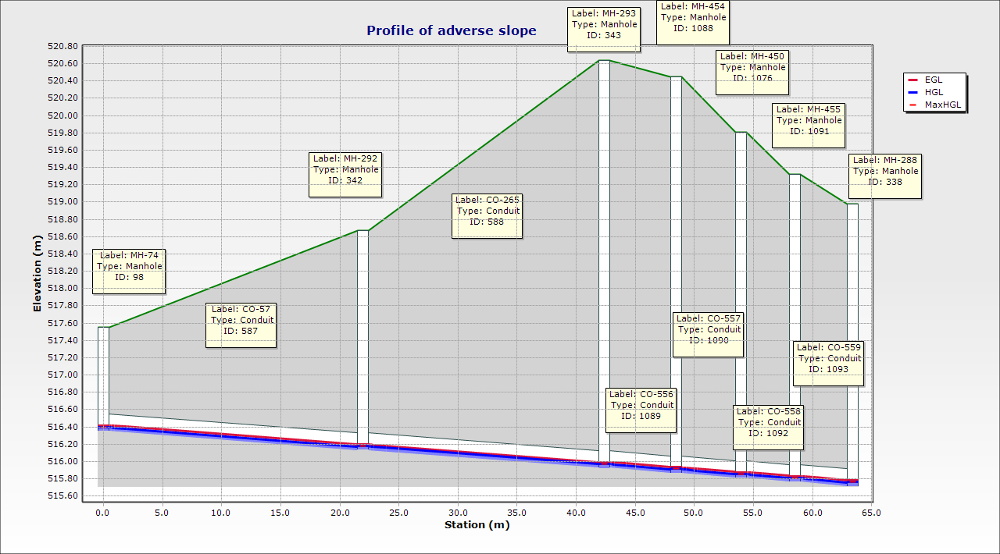 Profile of adverse slope
Label: MH-293
Type: Manhole
ID: 343
Label: MH-454
Type: Manhole
ID: 1088
Label: MH-450
Type: Manhole
ID: 1076
Label: MH-455
Type: Manhole
ID: 1091
Label: MH-288
Type: Manhole
ID: 338
EGL
HGL
MaxHGL
Label: MH-292
Type: Manhole
ID: 342
Label: CO-265
Type: Conduit
ID: 588
Label: MH-74
Type: Manhole
ID: 98
Label: CO-57
Type: Conduit
ID: 587
Label: CO-557
Type: Conduit
ID: 1090
Label: CO-559
Type: Conduit
ID: 1093
Label: CO-556
Type: Conduit
ID: 1089
Label: CO-558
Type: Conduit
ID: 1092
Elevation (m)
520.80
520.60
520.40
520.20
520.00
519.80
519.60
519.40
519.20
519.00
518.80
518.60
518.40
518.20
518.00
517.80
517.60
517.40
517.20
517.00
516.80
516.60
516.40
516.20
516.00
515.80
515.60
0.0 5.0 10.0 15.0 20.0 25.0 30.0 35.0 40.0 45.0 50.0 55.0 60.0 65.0
Station (m)